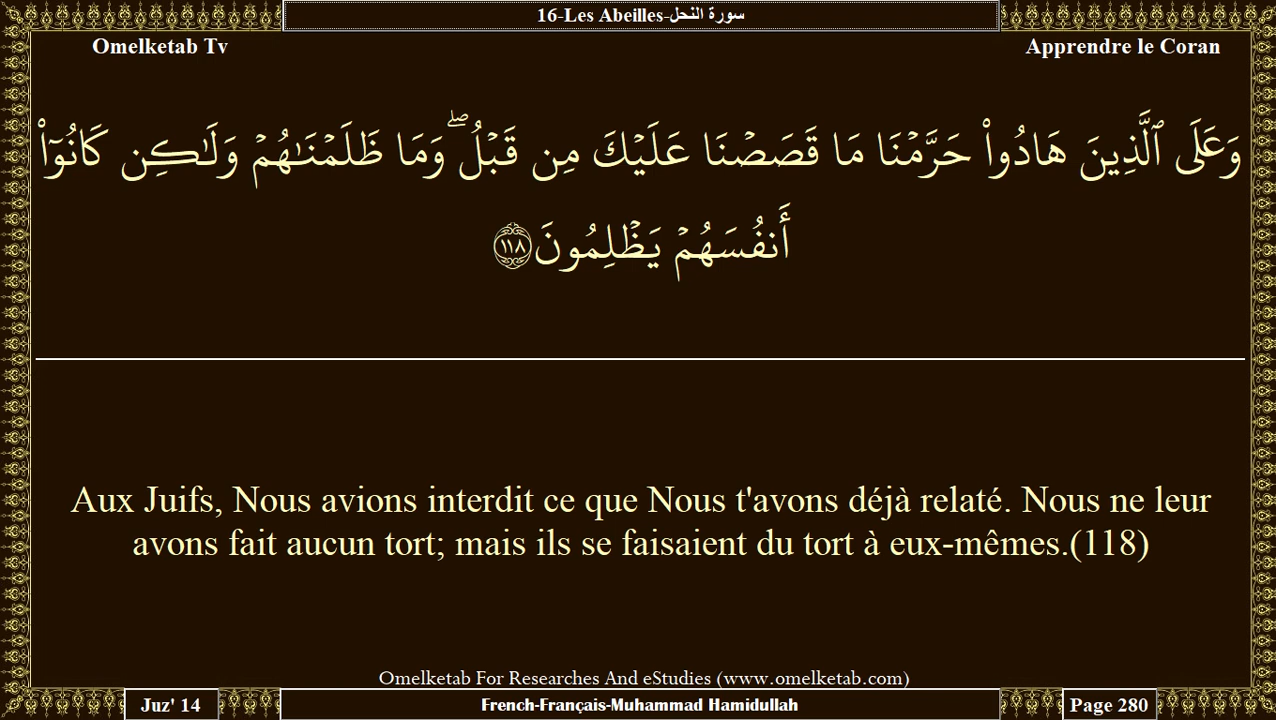 16-Les Abeilles-سورة النحل
Omelketab Tv
Apprendre le Coran
وَعَلَى ٱلَّذِينَ هَادُوا۟ حَرَّمْنَا مَا قَصَصْنَا عَلَيْكَ مِن قَبْلُ ۖ وَمَا ظَلَمْنَـٰهُمْ وَلَـٰكِن كَانُوٓا۟
أَنفُسَهُمْ يَظْلِمُونَ ١١٨
Aux Juifs, Nous avions interdit ce que Nous t'avons déjà relaté. Nous ne leur
avons fait aucun tort; mais ils se faisaient du tort à eux-mêmes.(118)
Omelketab For Researches And eStudies (www.omelketab.com)
Juz' 14
French-Français-Muhammad Hamidullah
Page 280